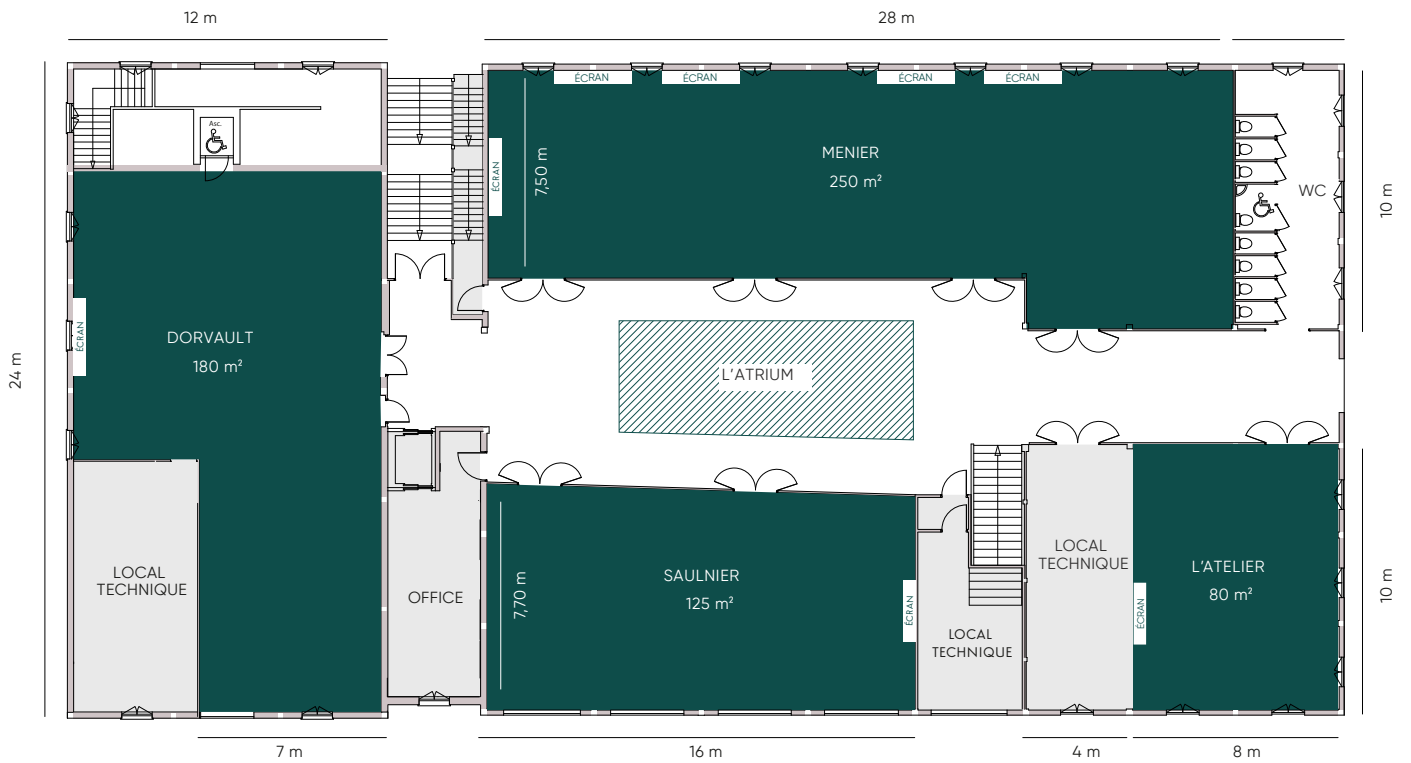 12 m
28 m
ÉCRAN
ÉCRAN
ÉCRAN
ÉCRAN
Asc.
ÉCRAN
7,50 m
MENIER
250 m²
WC
10 m
24 m
ÉCRAN
DORVAULT
180 m²
L'ATRIUM
LOCAL
TECHNIQUE
OFFICE
7,70 m
SAULNIER
125 m²
ÉCRAN
LOCAL
TECHNIQUE
LOCAL
TECHNIQUE
ÉCRAN
L'ATELIER
80 m²
10 m
7 m
16 m
4 m
8 m